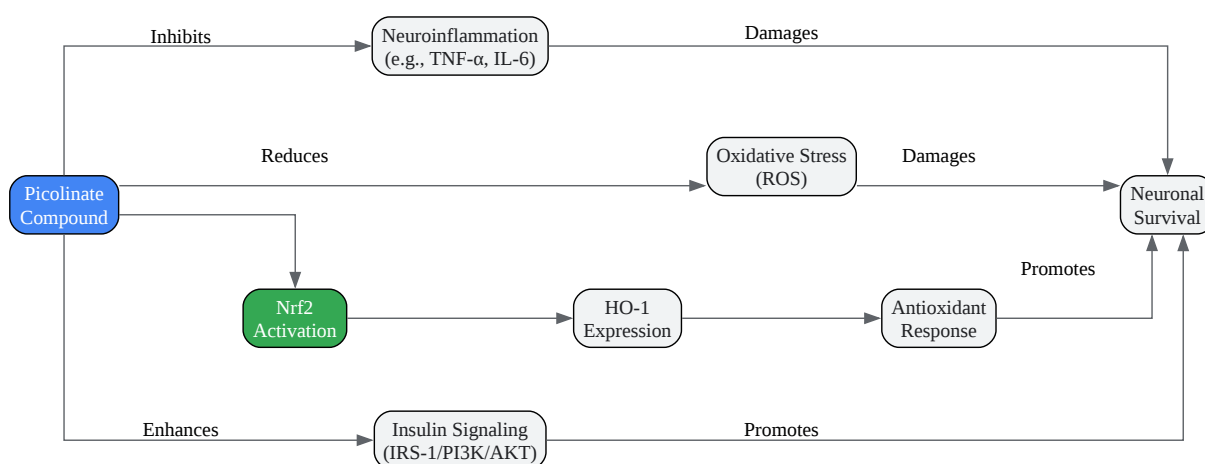 Inhibits
Neuroinflammation
(e.g., TNF-α, IL-6)
Damages
Reduces
Oxidative Stress
(ROS)
Damages
Picolinate
Compound
Neuronal
Survival
Promotes
Nrf2
Activation
HO-1
Expression
Antioxidant
Response
Enhances
Insulin Signaling
(IRS-1/PI3K/AKT)
Promotes